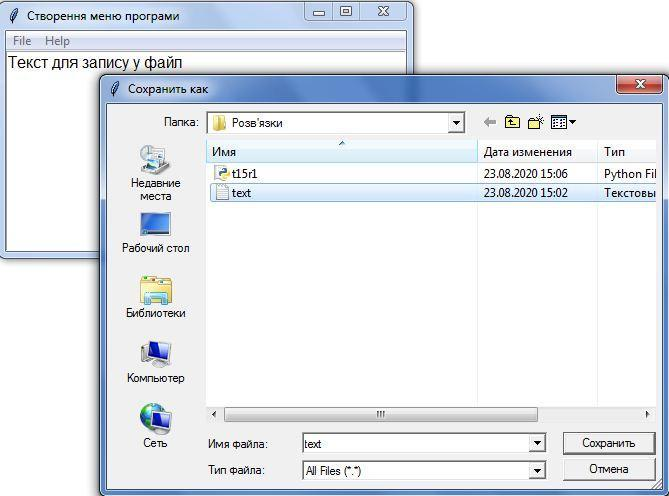 Створення меню програми
File Help
Текст для запису у файл
Сохранить как
Папка: Розв'язки
Имя Дата изменения Тип
t15r1 23.08.2020 15:06 Python Fil
text 23.08.2020 15:02 Текстовы
Недавние
места
Рабочий стол
Библиотеки
Компьютер
Сеть
Имя файла: text Сохранить
Тип файла: All Files (*.*) Отмена